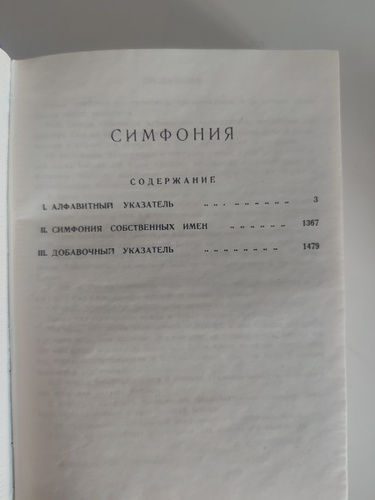 СИМФОНИЯ
СОДЕРЖАНИЕ
I. АЛФАВИТНЫЙ УКАЗАТЕЛЬ „ „ . „ „ „ „ „ 3
II. СИМФОНИЯ СОБСТВЕННЫХ ИМЕН „ „ „ „ „ „ 1367
III. ДОБАВОЧНЫЙ УКАЗАТЕЛЬ „ „ „ „ „ „ „ „ 1479